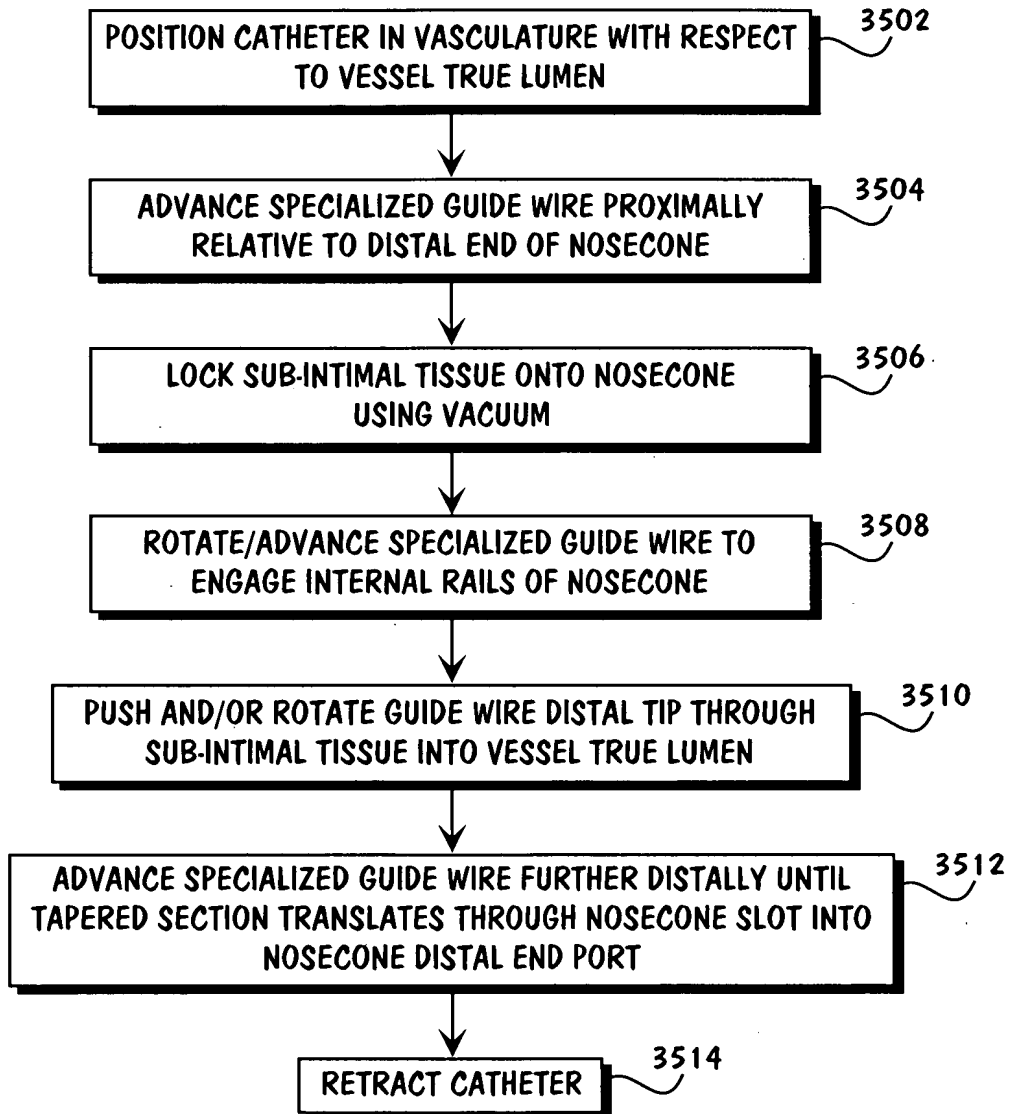 POSITION CATHETER IN VASCULATURE WITH RESPECT
TO VESSEL TRUE LUMEN
3502
ADVANCE SPECIALIZED GUIDE WIRE PROXIMALLY
RELATIVE TO DISTAL END OF NOSECONE
3504
LOCK SUB-INTIMAL TISSUE ONTO NOSECONE
USING VACUUM
3506
ROTATE/ADVANCE SPECIALIZED GUIDE WIRE TO
ENGAGE INTERNAL RAILS OF NOSECONE
3508
PUSH AND/OR ROTATE GUIDE WIRE DISTAL TIP THROUGH
SUB-INTIMAL TISSUE INTO VESSEL TRUE LUMEN
3510
ADVANCE SPECIALIZED GUIDE WIRE FURTHER DISTALLY UNTIL
TAPERED SECTION TRANSLATES THROUGH NOSECONE SLOT INTO
NOSECONE DISTAL END PORT
3512
RETRACT CATHETER
3514